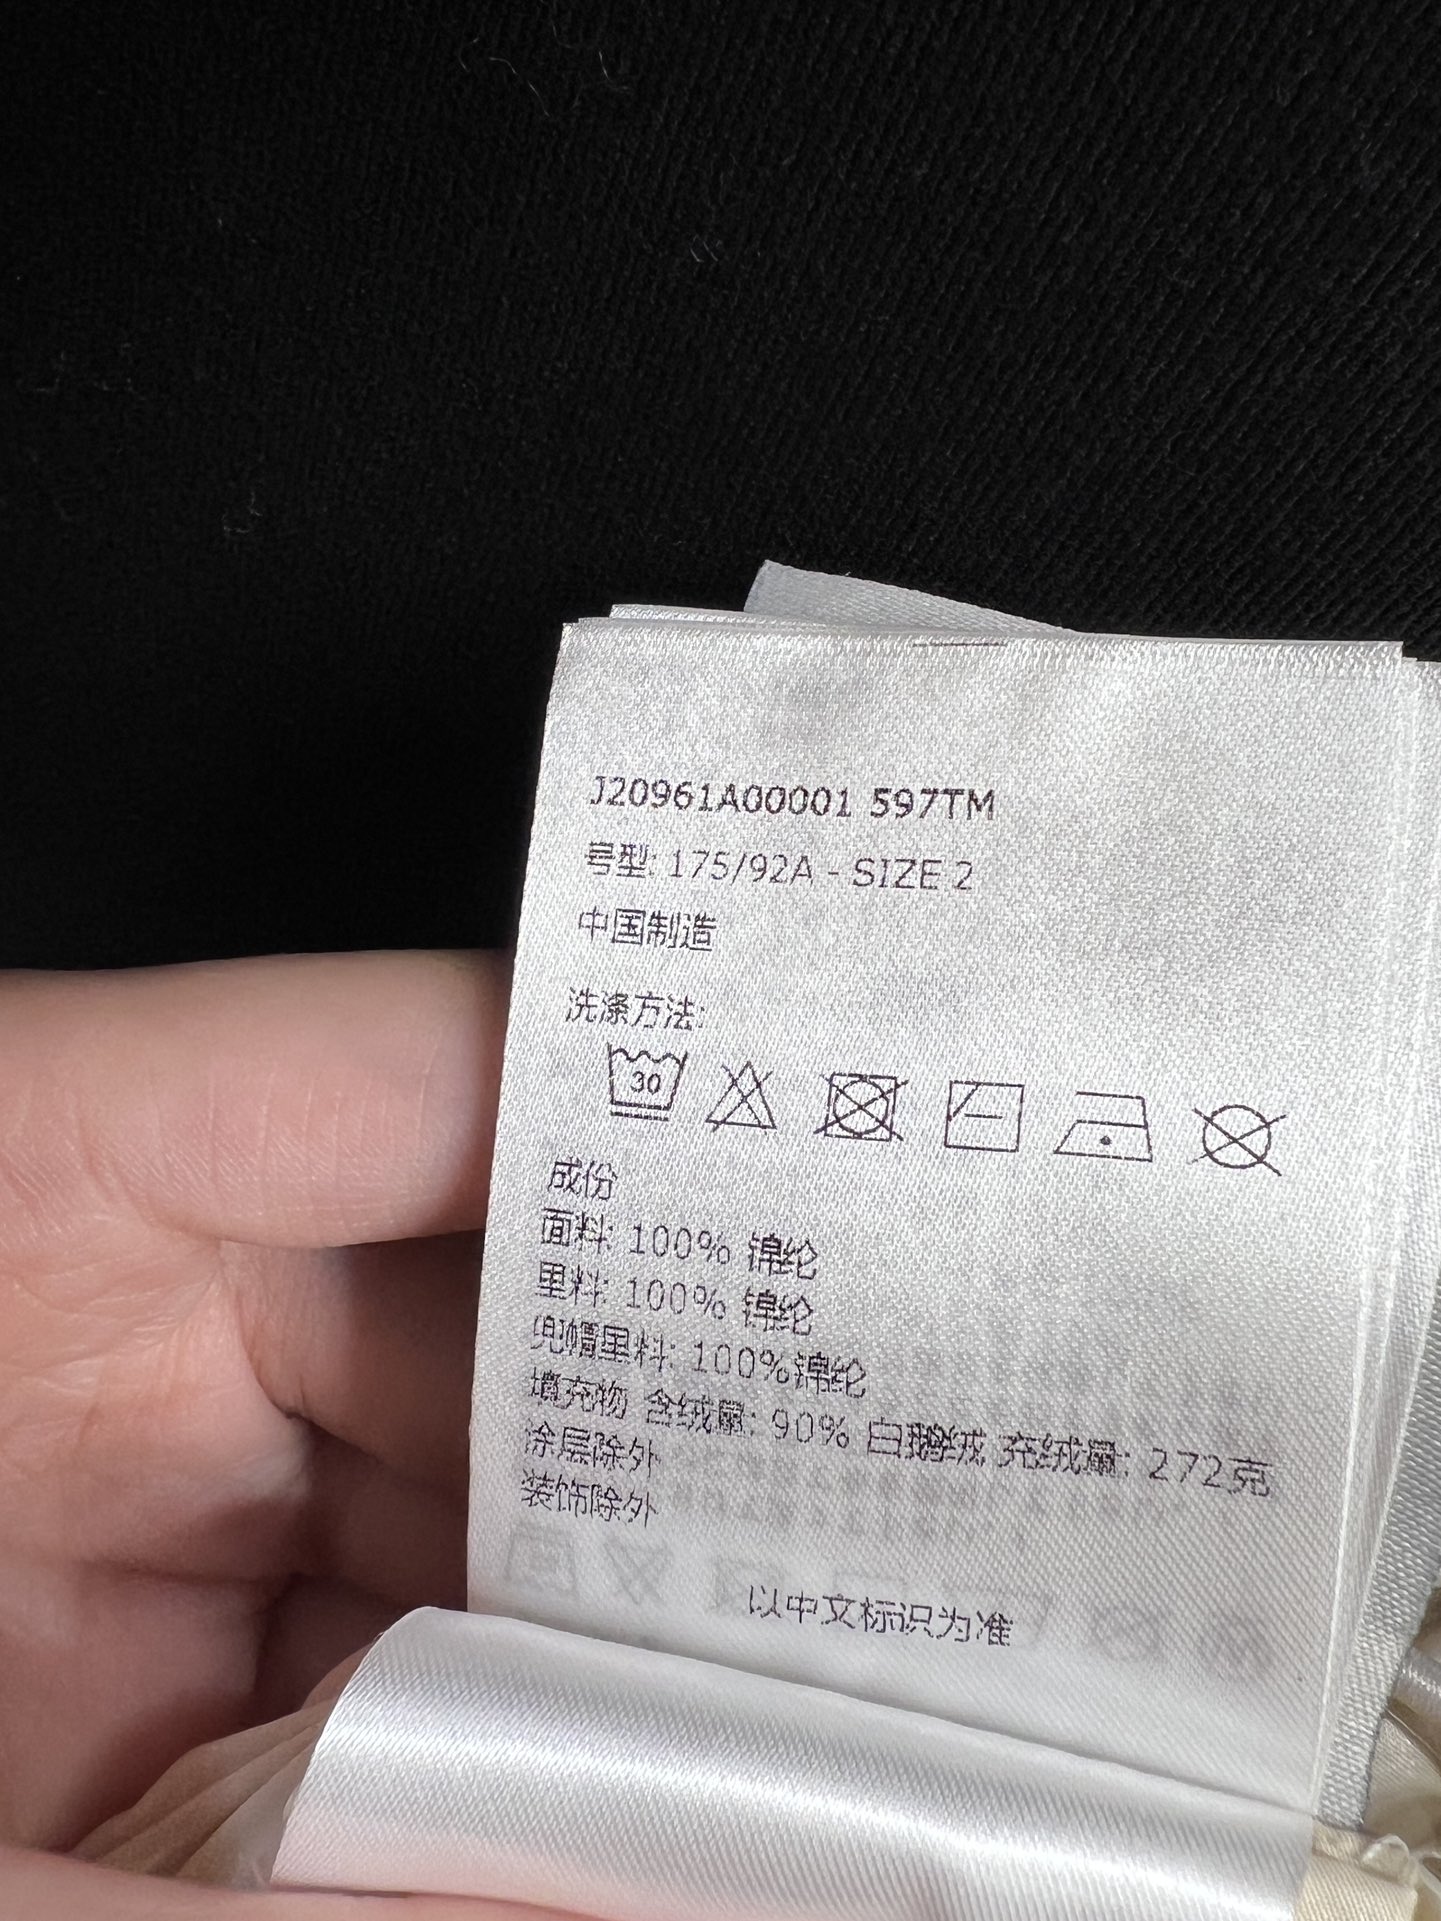 J20961A00001 597TM
号型: 175/92A - SIZE 2
中国制造
洗涤方法:
30
成份
面料: 100% 锦纶
里料: 100% 锦纶
兜帽里料: 100%锦纶
填充物 含绒量: 90% 白鹅绒 充绒量: 272克
涂层除外
装饰除外
以中文标识为准